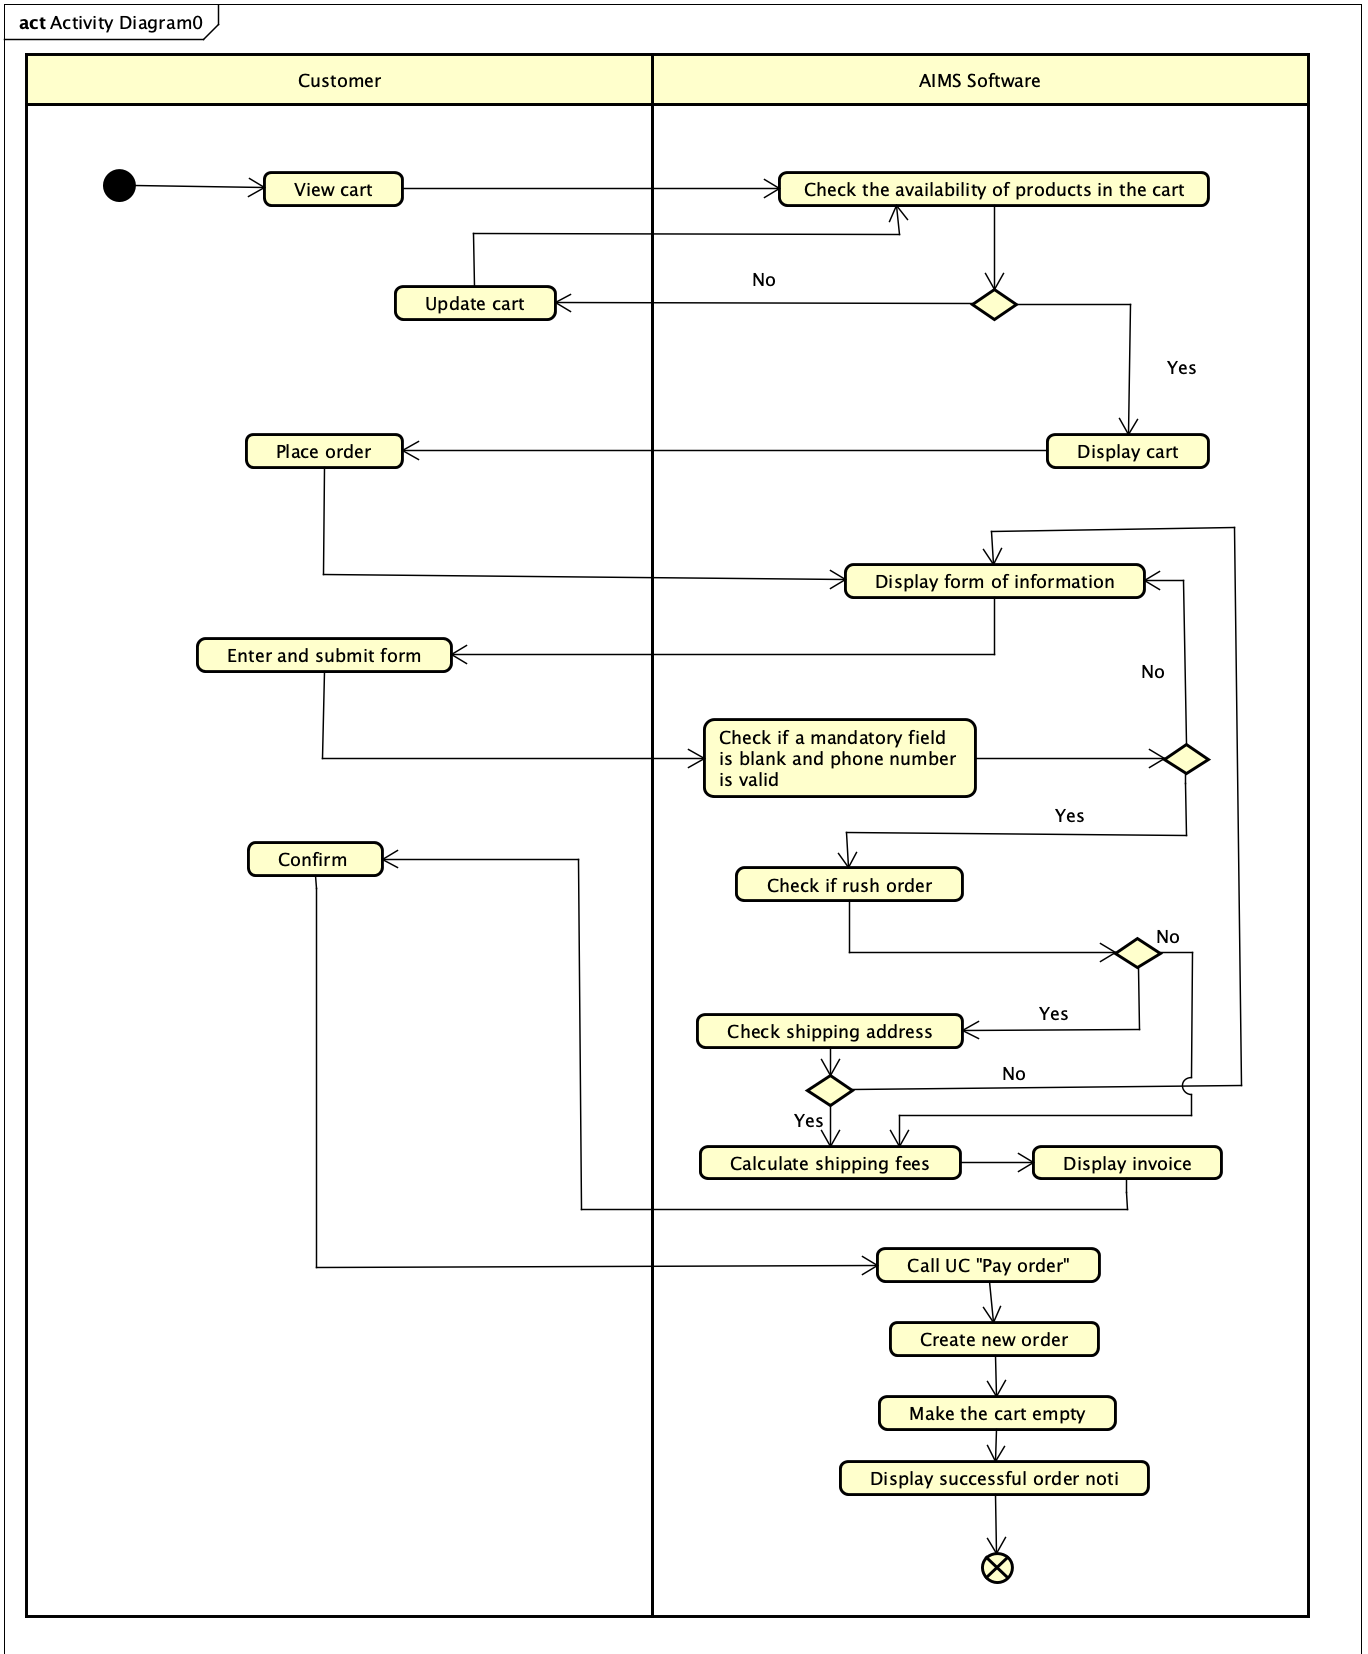 act Activity Diagram0
Customer
AIMS Software
View cart
Check the availability of products in the cart
No
Update cart
Yes
Place order
Display cart
Display form of information
Enter and submit form
No
Check if a mandatory field
is blank and phone number
is valid
Yes
Confirm
Check if rush order
No
Yes
Check shipping address
No
Yes
Calculate shipping fees
Display invoice
Call UC "Pay order"
Create new order
Make the cart empty
Display successful order noti